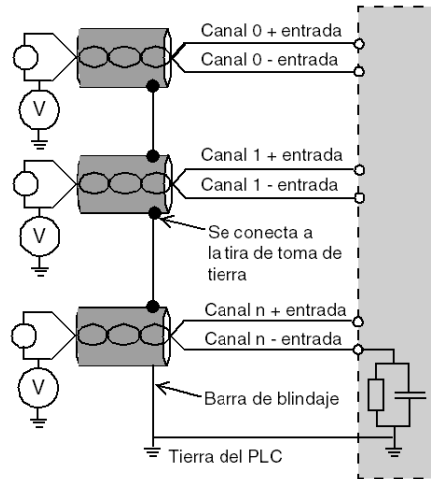 Canal 0 + entrada
Canal 0 - entrada
V
Canal 1 + entrada
Canal 1 - entrada
V
Se conecta a
la tira de toma de
tierra
Canal n + entrada
Canal n - entrada
V
Barra de blindaje
Tierra del PLC